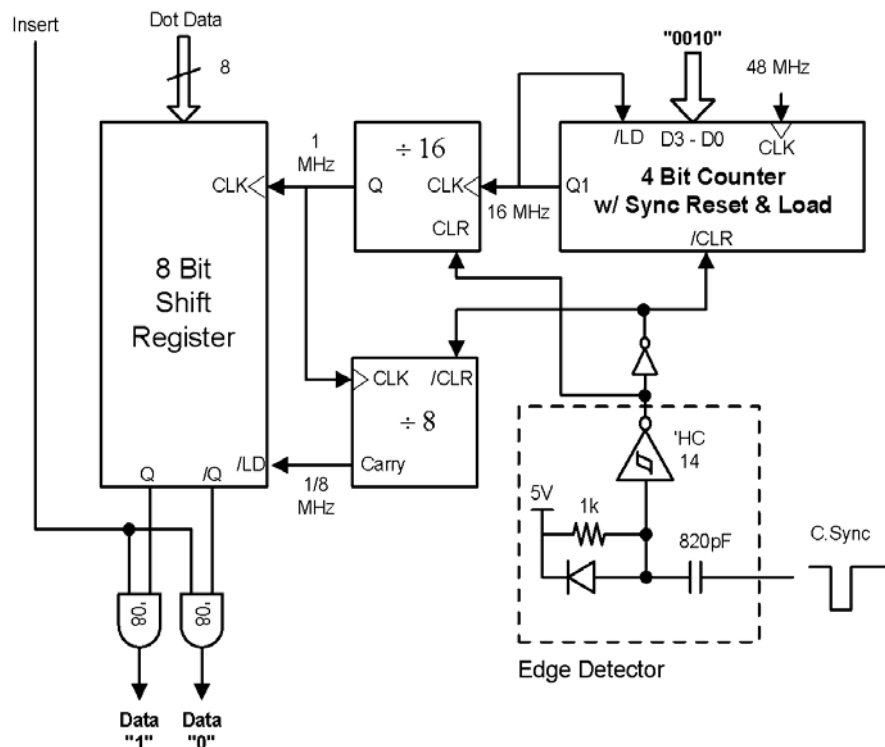 Insert
Dot Data
8
"0010"
48 MHz
/LD
D3 - D0
CLK
4 Bit Counter
w/ Sync Reset & Load
Q1
/CLR
16 MHz
÷ 16
Q
CLK
CLR
1
MHz
CLK
8 Bit
Shift
Register
/LD
Q
/Q
CLK
/CLR
÷ 8
Carry
1/8
MHz
'HC
14
5V
1k
820pF
C.Sync
Edge Detector
'08
'08
Data
"1"
Data
"0"